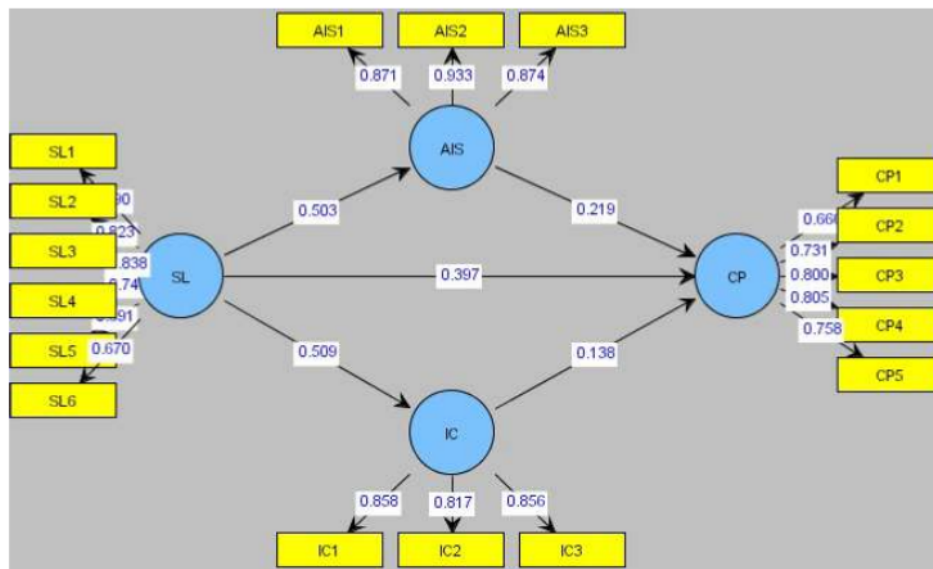 AIS1
AIS2
AIS3
0.871
0.933
0.874
AIS
SL1
SL2
SL3
SL4
SL5
SL6
0.823
0.838
0.670
SL
0.503
0.219
0.397
0.509
0.138
CP
CP1
CP2
CP3
CP4
CP5
0.731
0.800
0.805
0.758
IC
0.858
0.817
0.856
IC1
IC2
IC3